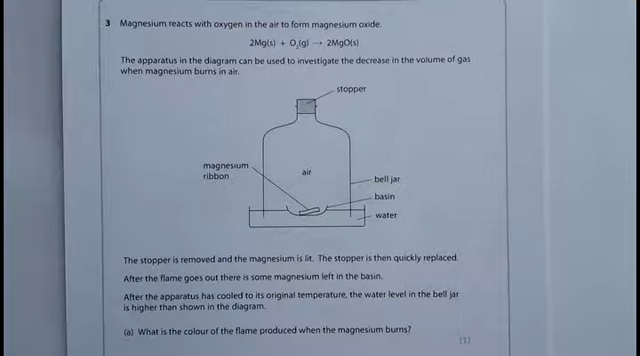 3 Magnesium reacts with oxygen in the air to form magnesium oxide.
2Mg(s) + O₂(g) → 2MgO(s)
The apparatus in the diagram can be used to investigate the decrease in the volume of gas
when magnesium burns in air.
stopper
magnesium
ribbon
air
bell jar
basin
water
The stopper is removed and the magnesium is lit. The stopper is then quickly replaced.
After the flame goes out there is some magnesium left in the basin.
After the apparatus has cooled to its original temperature, the water level in the bell jar
is higher than shown in the diagram.
(a) What is the colour of the flame produced when the magnesium burns?